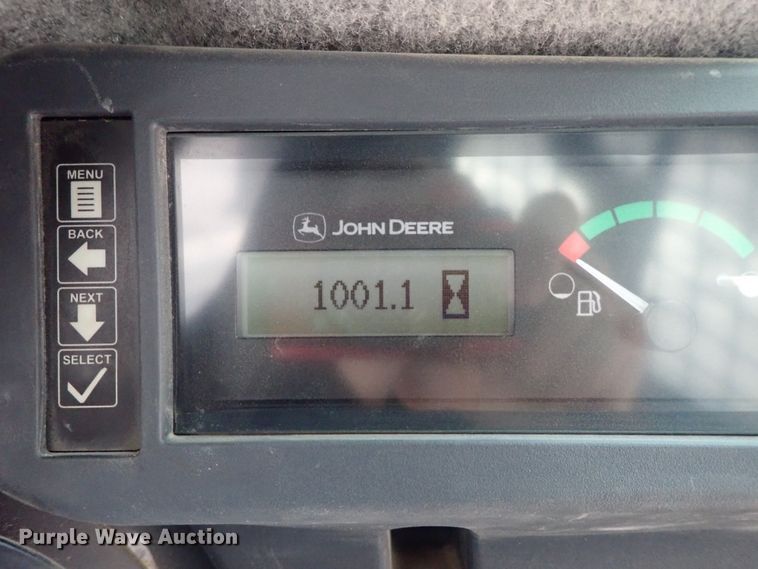 MENU
BACK
NEXT
SELECT
JOHN DEERE
1001.1
Purple Wave Auction